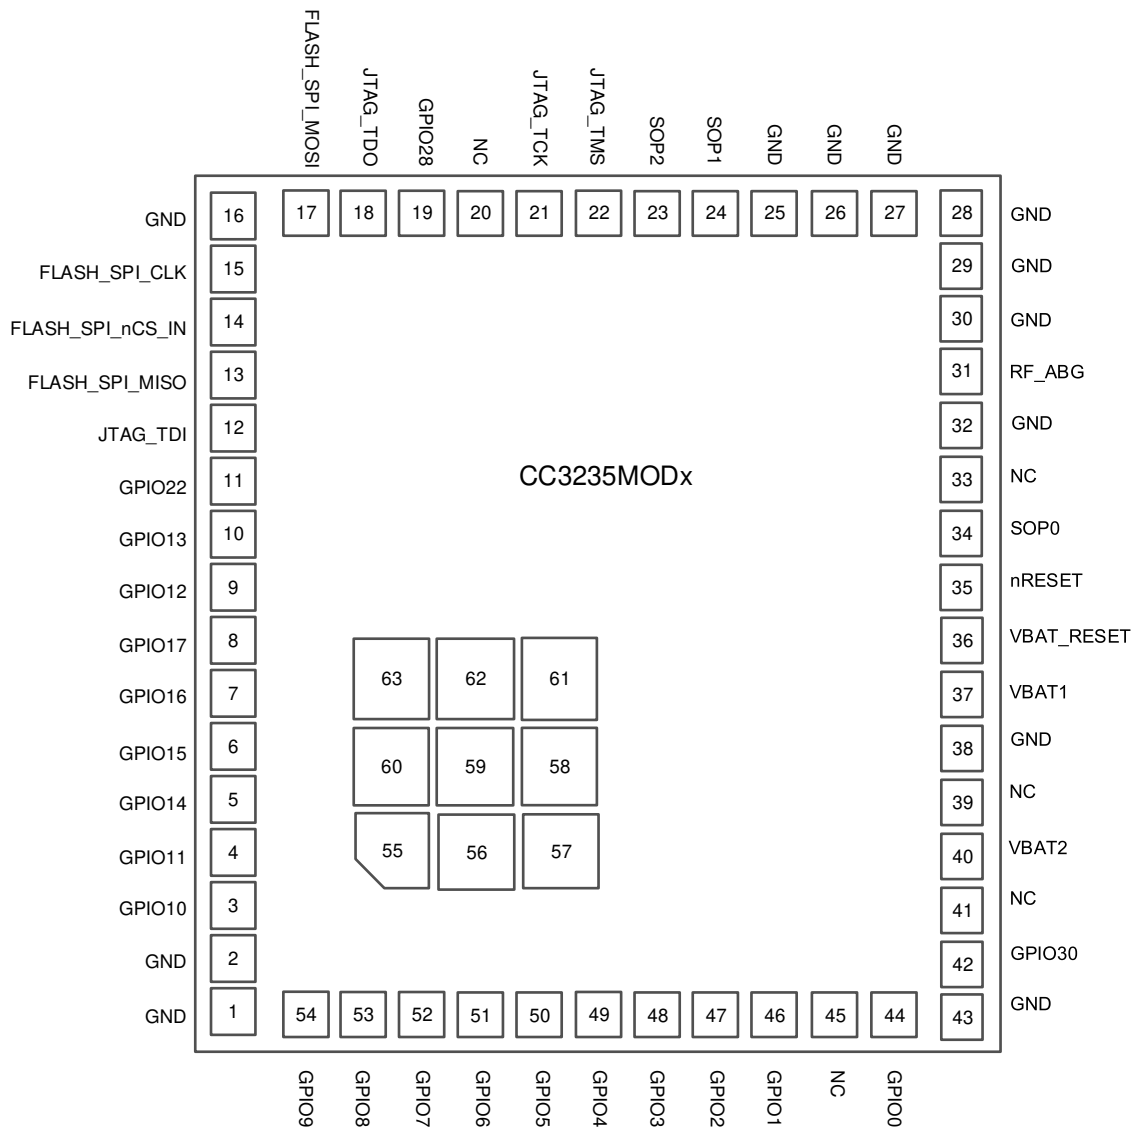 FLASH_SPI_MOSI
JTAG_TDO
GPIO28
NC
JTAG_TCK
JTAG_TMS
SOP2
SOP1
GND
GND
GND
17
18
19
20
21
22
23
24
25
26
27
GND 16
FLASH_SPI_CLK 15
FLASH_SPI_nCS_IN 14
FLASH_SPI_MISO 13
JTAG_TDI 12
GPIO22 11
GPIO13 10
GPIO12 9
GPIO17 8
GPIO16 7
GPIO15 6
GPIO14 5
GPIO11 4
GPIO10 3
GND 2
GND 1
CC3235MODx
63 62 61
60 59 58
55 56 57
28 GND
29 GND
30 GND
31 RF_ABG
32 GND
33 NC
34 SOP0
35 nRESET
36 VBAT_RESET
37 VBAT1
38 GND
39 NC
40 VBAT2
41 NC
42 GPIO30
43 GND
54
53
52
51
50
49
48
47
46
45
44
GPIO9
GPIO8
GPIO7
GPIO6
GPIO5
GPIO4
GPIO3
GPIO2
GPIO1
NC
GPIO0